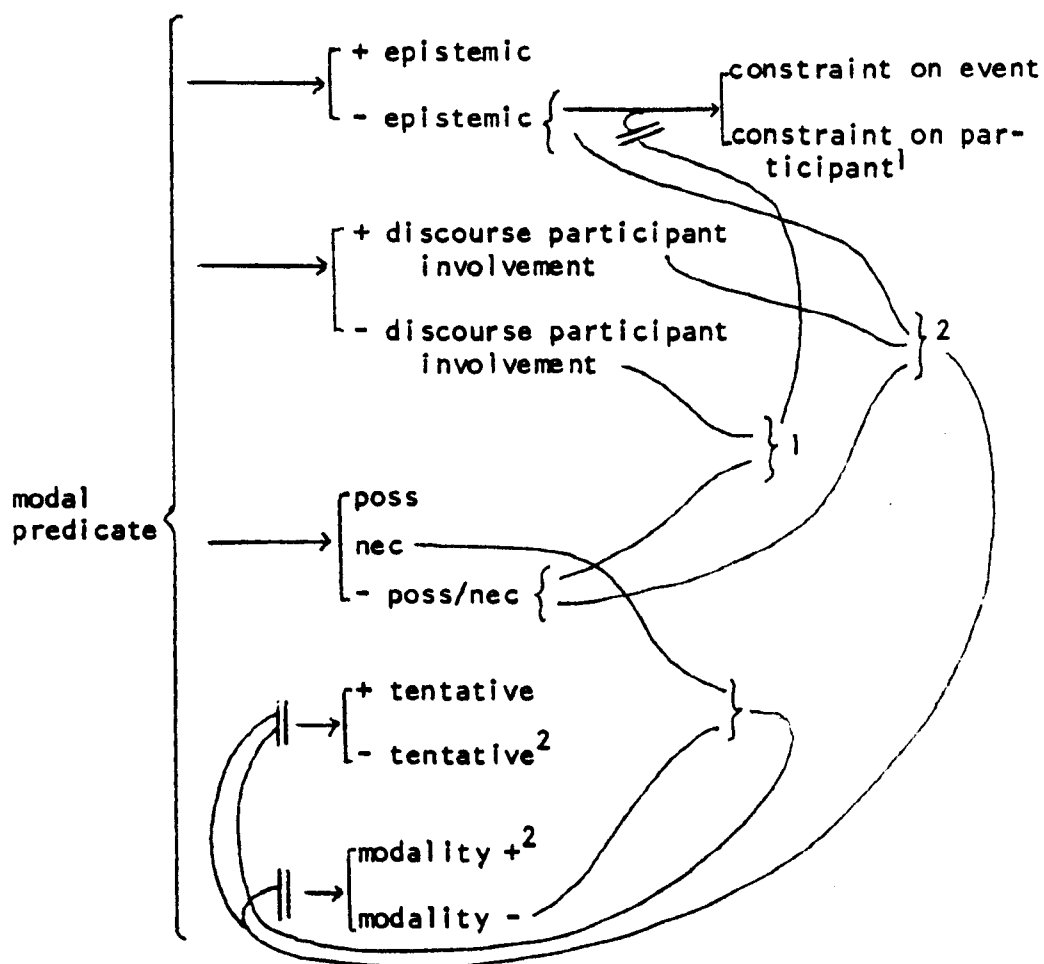 + epistemic
- epistemic
constraint on event
constraint on par-
ticipant1
+ discourse participant
involvement
- discourse participant
involvement
2
1
modal
predicate
poss
nec
- poss/nec
+ tentative
- tentative2
modality +2
modality -